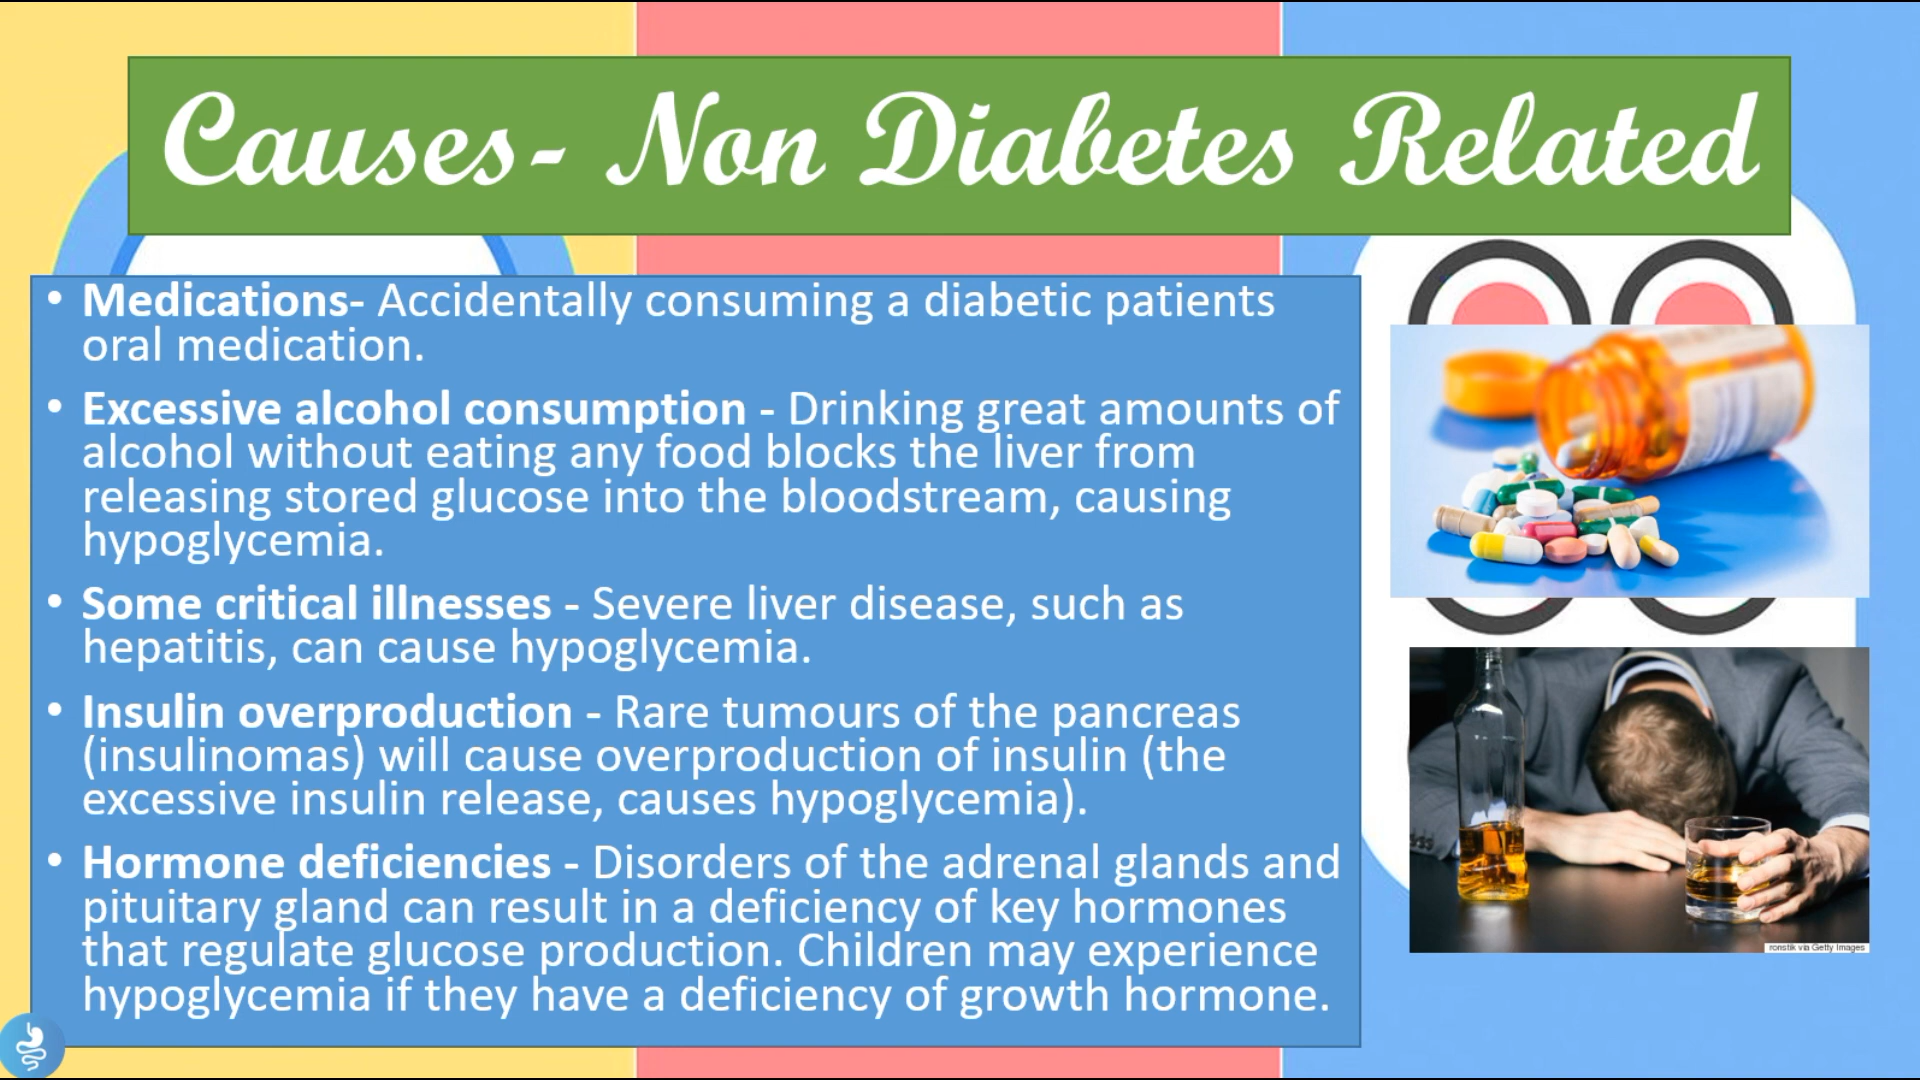 Causes- Non Diabetes Related
• Medications- Accidentally consuming a diabetic patients
oral medication.
• Excessive alcohol consumption - Drinking great amounts of
alcohol without eating any food blocks the liver from
releasing stored glucose into the bloodstream, causing
hypoglycemia.
• Some critical illnesses - Severe liver disease, such as
hepatitis, can cause hypoglycemia.
• Insulin overproduction - Rare tumours of the pancreas
(insulinomas) will cause overproduction of insulin (the
excessive insulin release, causes hypoglycemia).
• Hormone deficiencies - Disorders of the adrenal glands and
pituitary gland can result in a deficiency of key hormones
that regulate glucose production. Children may experience
hypoglycemia if they have a deficiency of growth hormone.
ronstik via Getty Images